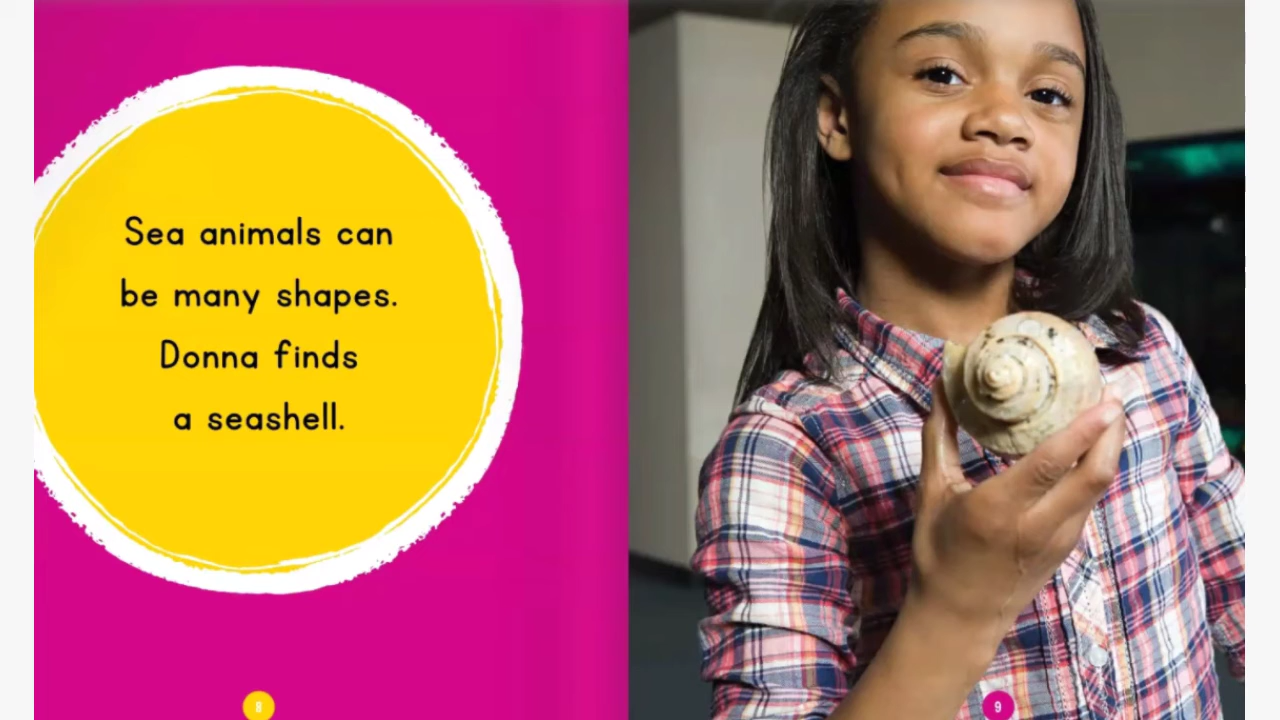 Sea animals can
be many shapes.
Donna finds
a seashell.
8
9